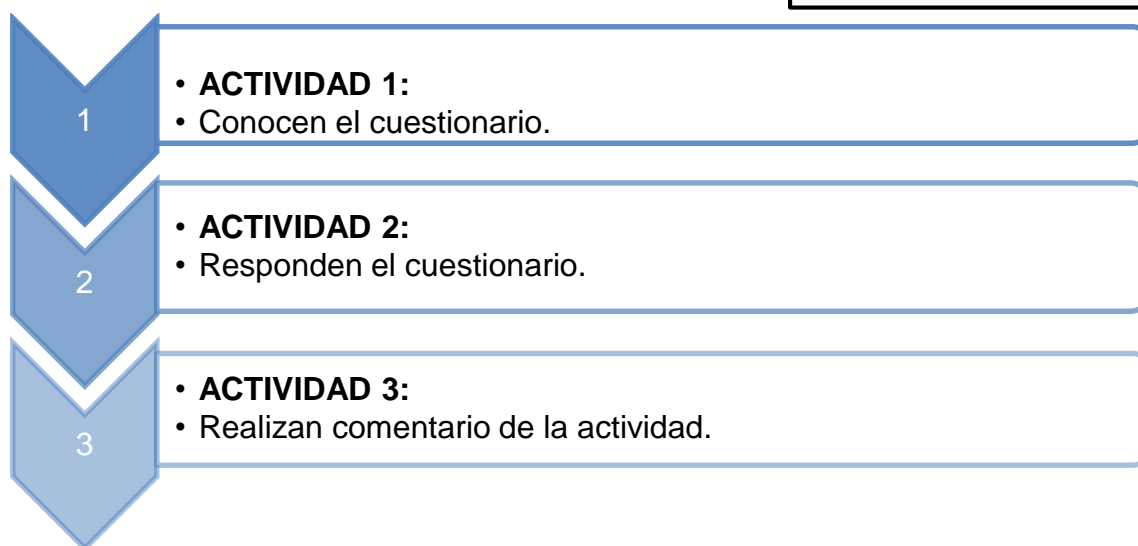 1
• ACTIVIDAD 1:
• Conocen el cuestionario.
2
• ACTIVIDAD 2:
• Responden el cuestionario.
3
• ACTIVIDAD 3:
• Realizan comentario de la actividad.